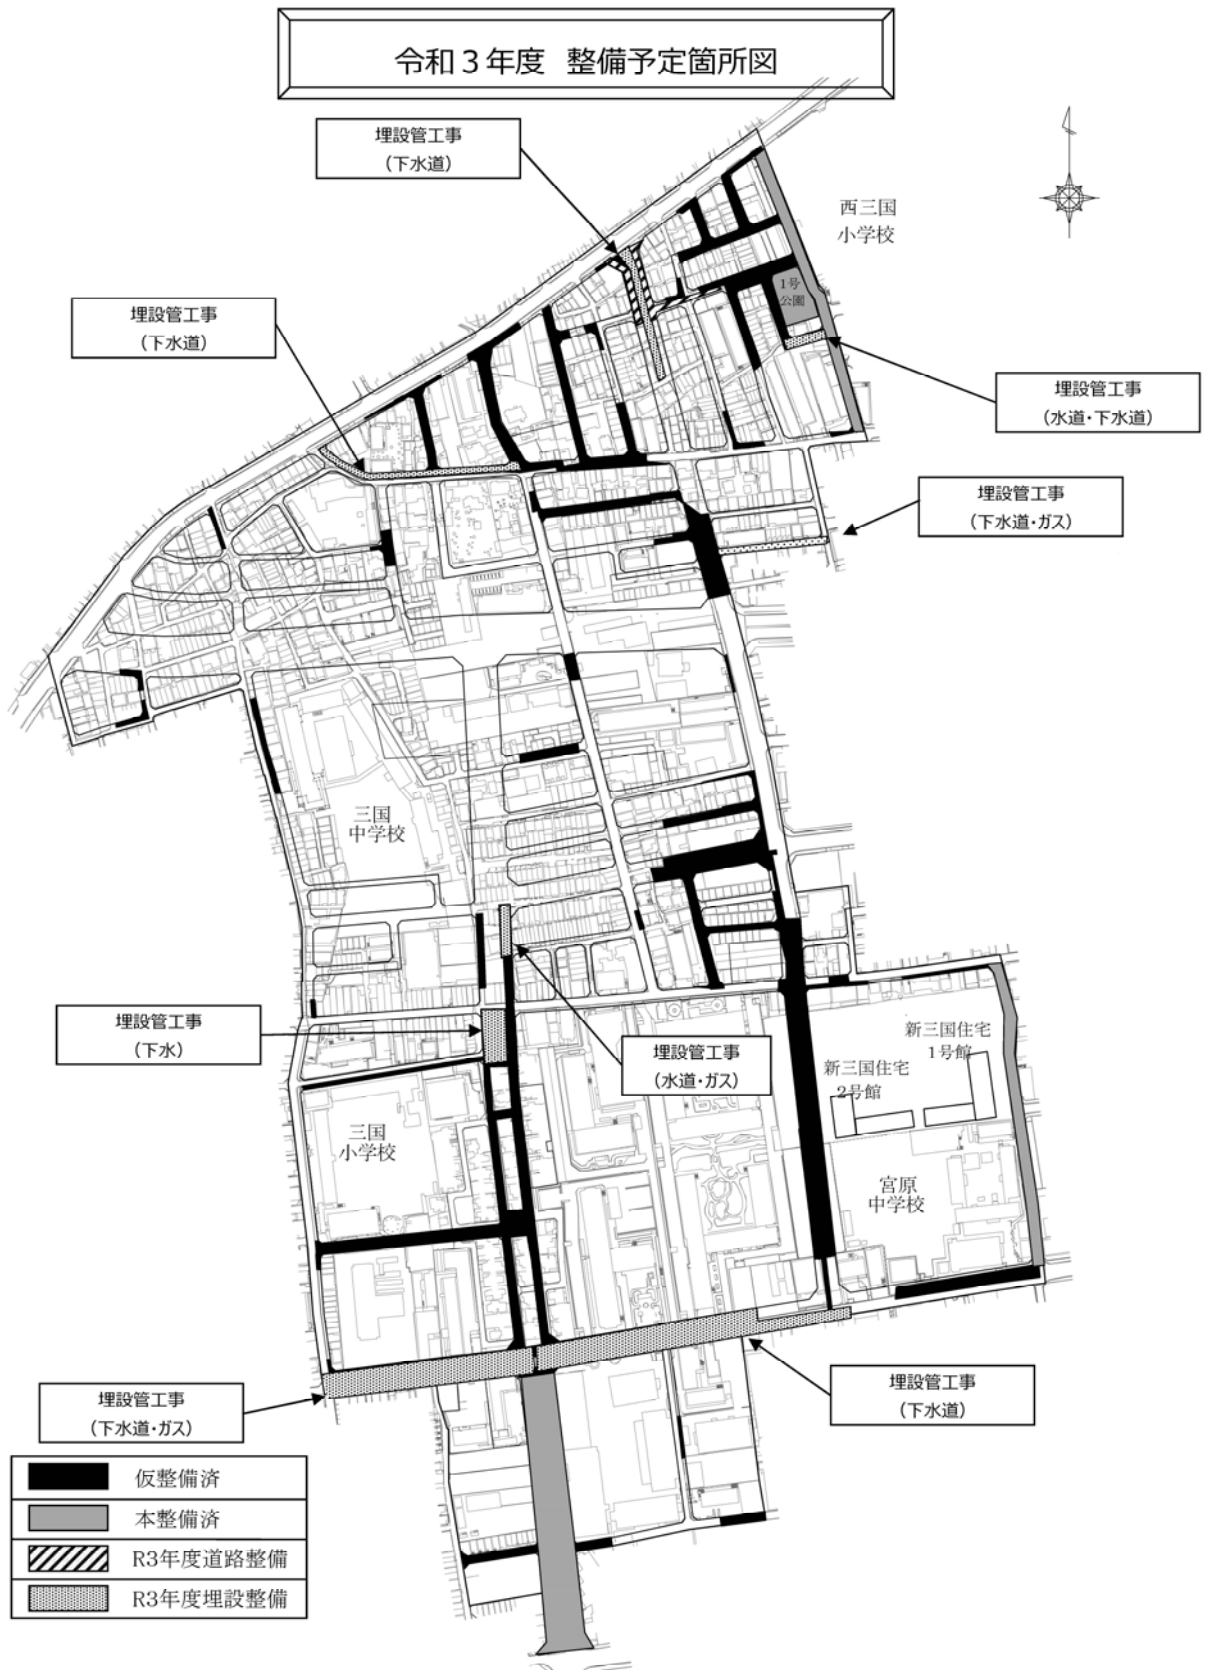 令和３年度 整備予定箇所図
埋設管工事
（下水道）
西三国
小学校
1号
公園
埋設管工事
（下水道）
埋設管工事
（水道・下水道）
埋設管工事
（下水道・ガス）
三国
中学校
埋設管工事
（下水）
埋設管工事
（水道・ガス）
新三国住宅
1号館
新三国住宅
2号館
三国
小学校
宮原
中学校
埋設管工事
（下水道・ガス）
埋設管工事
（下水道）
仮整備済
本整備済
R3年度道路整備
R3年度埋設整備